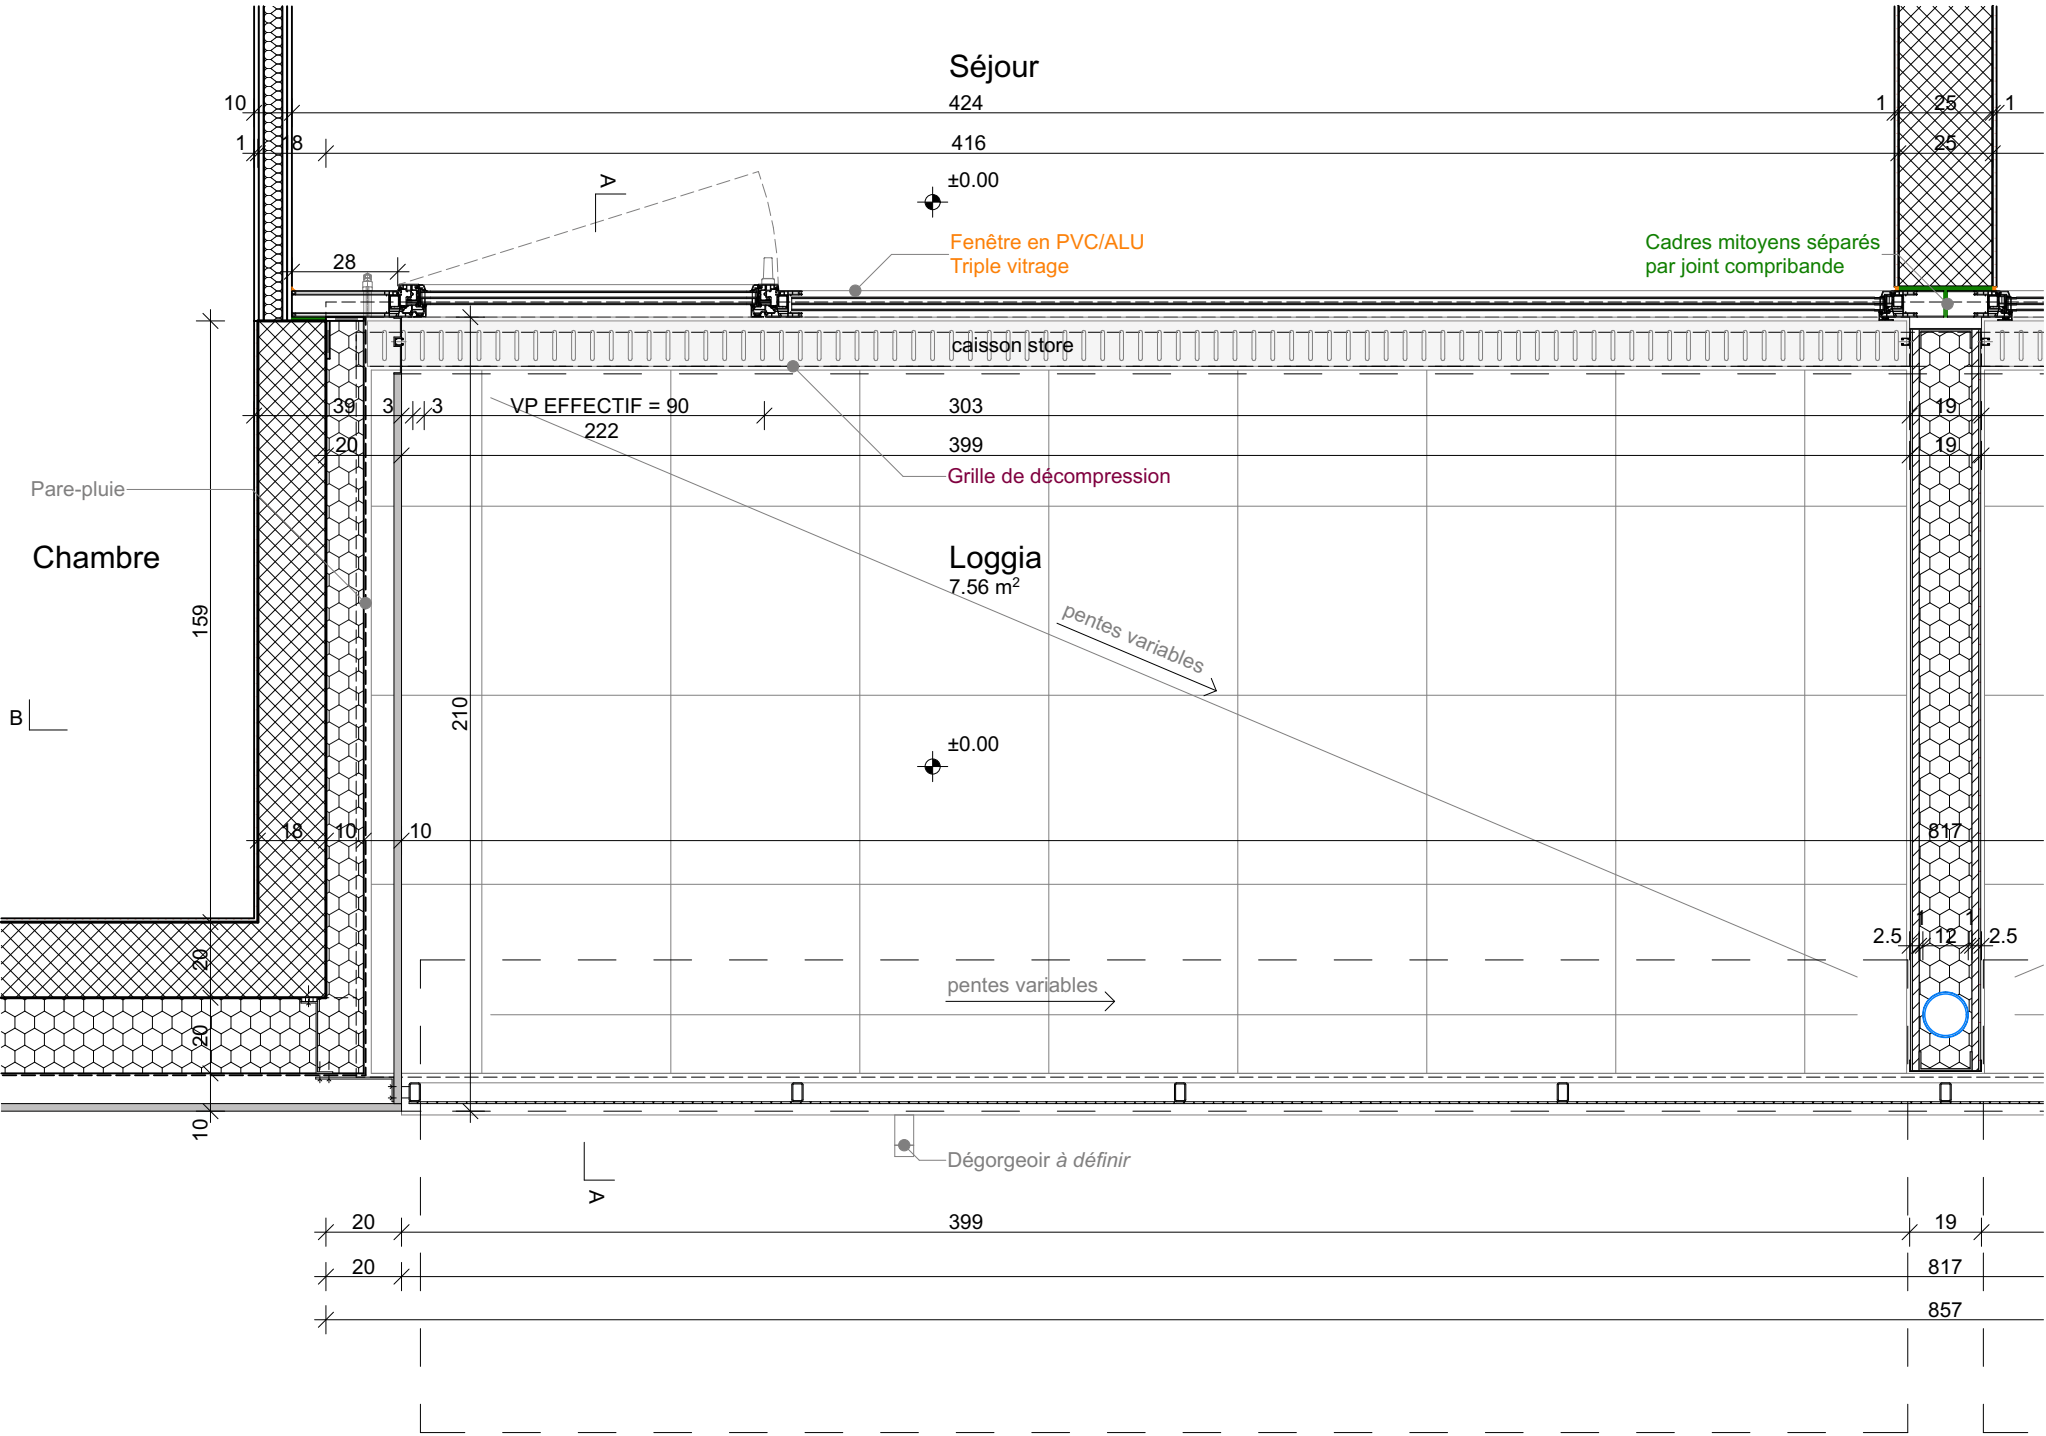 Séjour
10
424
1
25
1
1
8
416
25
A
±0.00
Fenêtre en PVC/ALU
Triple vitrage
Cadres mitoyens séparés
par joint compribande
28
caisson store
39
3
3
VP EFFECTIF = 90
303
19
222
20
399
19
Grille de décompression
Pare-pluie
Chambre
Loggia
7.56 m²
159
pentes variables
B
210
±0.00
18
10
10
817
1
1
2.5
12
2.5
20
pentes variables
20
10
Dégorgeoir à définir
A
20
399
19
20
817
857